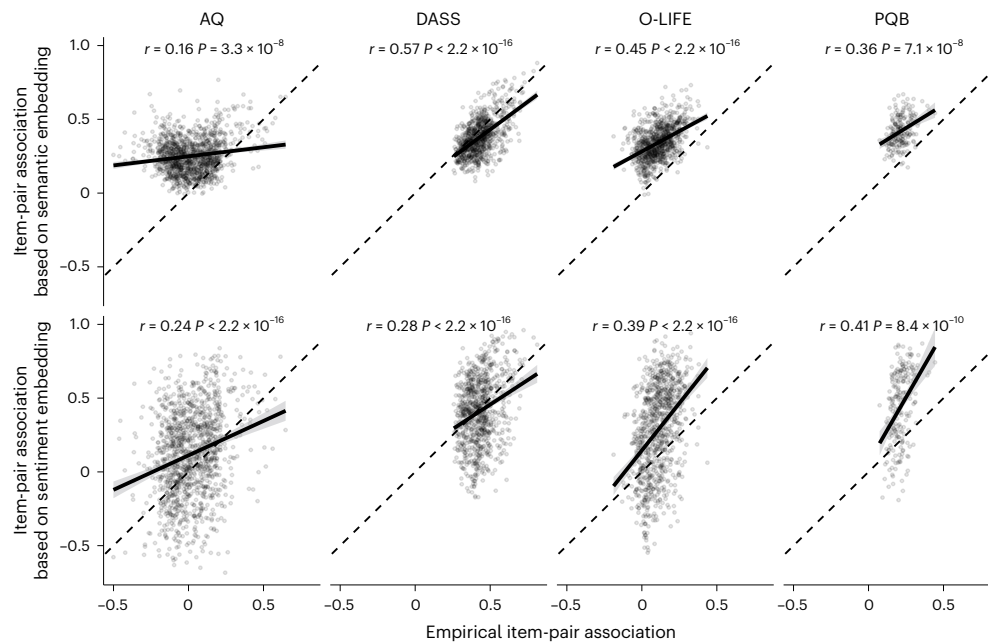 AQ DASS O-LIFE PQB
r = 0.16 P = 3.3 × 10⁻⁸ r = 0.57 P < 2.2 × 10⁻¹⁶ r = 0.45 P < 2.2 × 10⁻¹⁶ r = 0.36 P = 7.1 × 10⁻⁸
Item-pair association
based on semantic embedding
1.0
0.5
0
−0.5
r = 0.24 P < 2.2 × 10⁻¹⁶ r = 0.28 P < 2.2 × 10⁻¹⁶ r = 0.39 P < 2.2 × 10⁻¹⁶ r = 0.41 P = 8.4 × 10⁻¹⁰
Item-pair association
based on sentiment embedding
1.0
0.5
0
−0.5
−0.5 0 0.5 −0.5 0 0.5 −0.5 0 0.5 −0.5 0 0.5
Empirical item-pair association